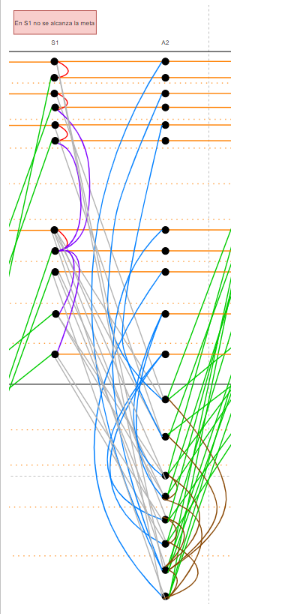 En S1 no se alcanza la meta
S1 A2